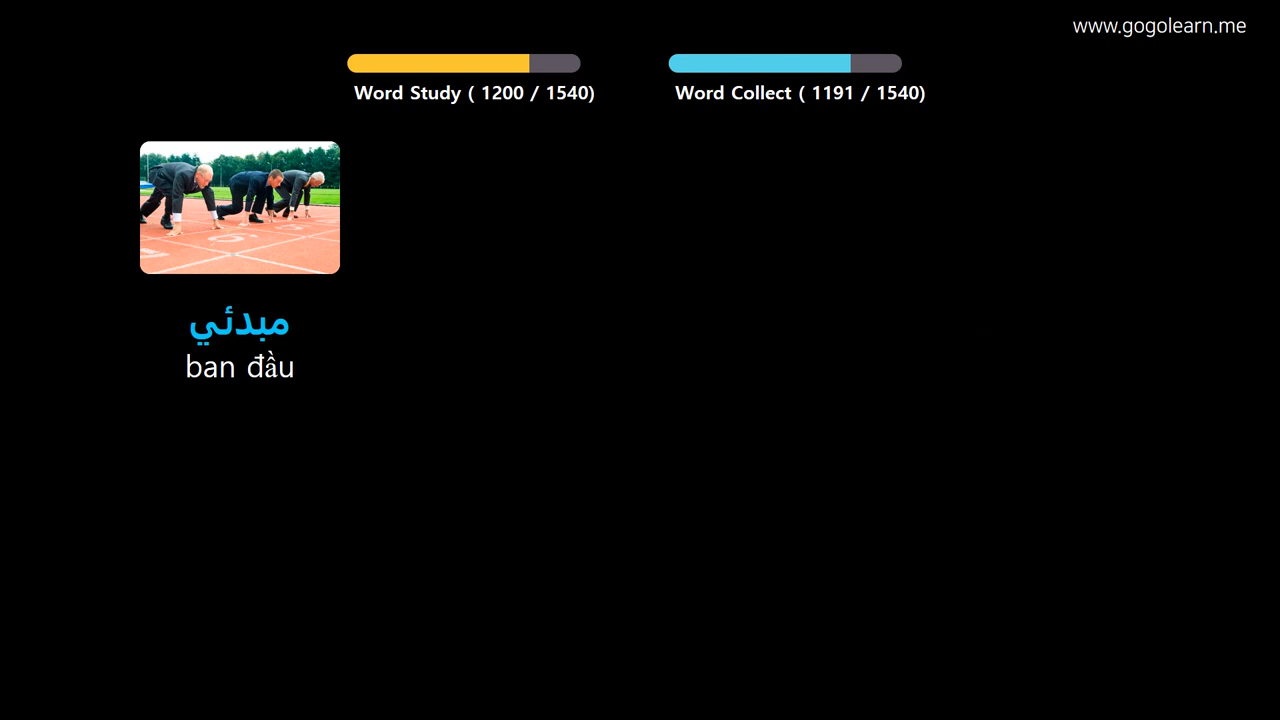 www.gogolearn.me
Word Study ( 1200 / 1540)
Word Collect ( 1191 / 1540)
مبدئي
ban đầu